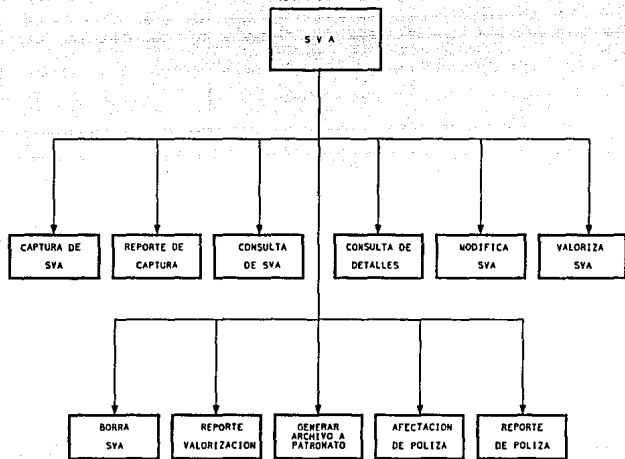 S V A
CAPTURA DE
SVA
REPORTE DE
CAPTURA
CONSULTA
DE SVA
CONSULTA DE
DETALLES
MODIFICA
SVA
VALORIZA
SVA
BORRA
SVA
REPORTE
VALORIZACION
GENERAR
ARCHIVO A
PATRONATO
AFECTACION
DE POLIZA
REPORTE
DE POLIZA